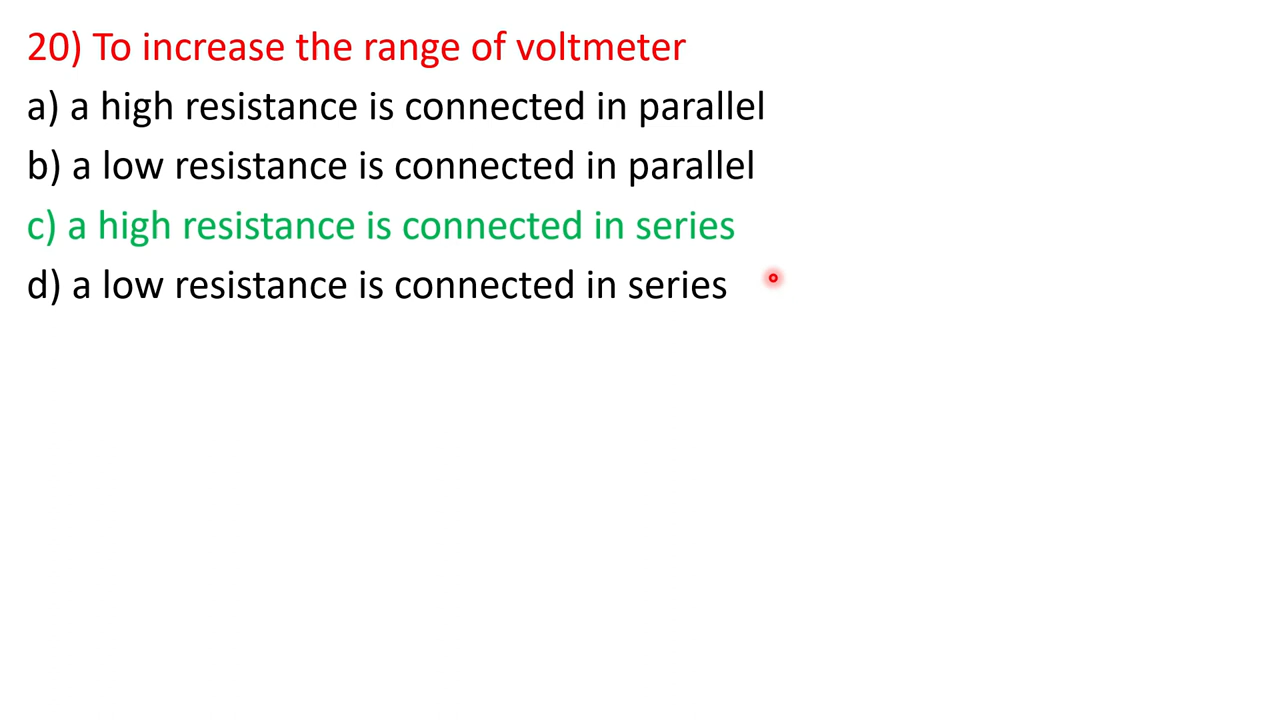 20) To increase the range of voltmeter
a) a high resistance is connected in parallel
b) a low resistance is connected in parallel
c) a high resistance is connected in series
d) a low resistance is connected in series